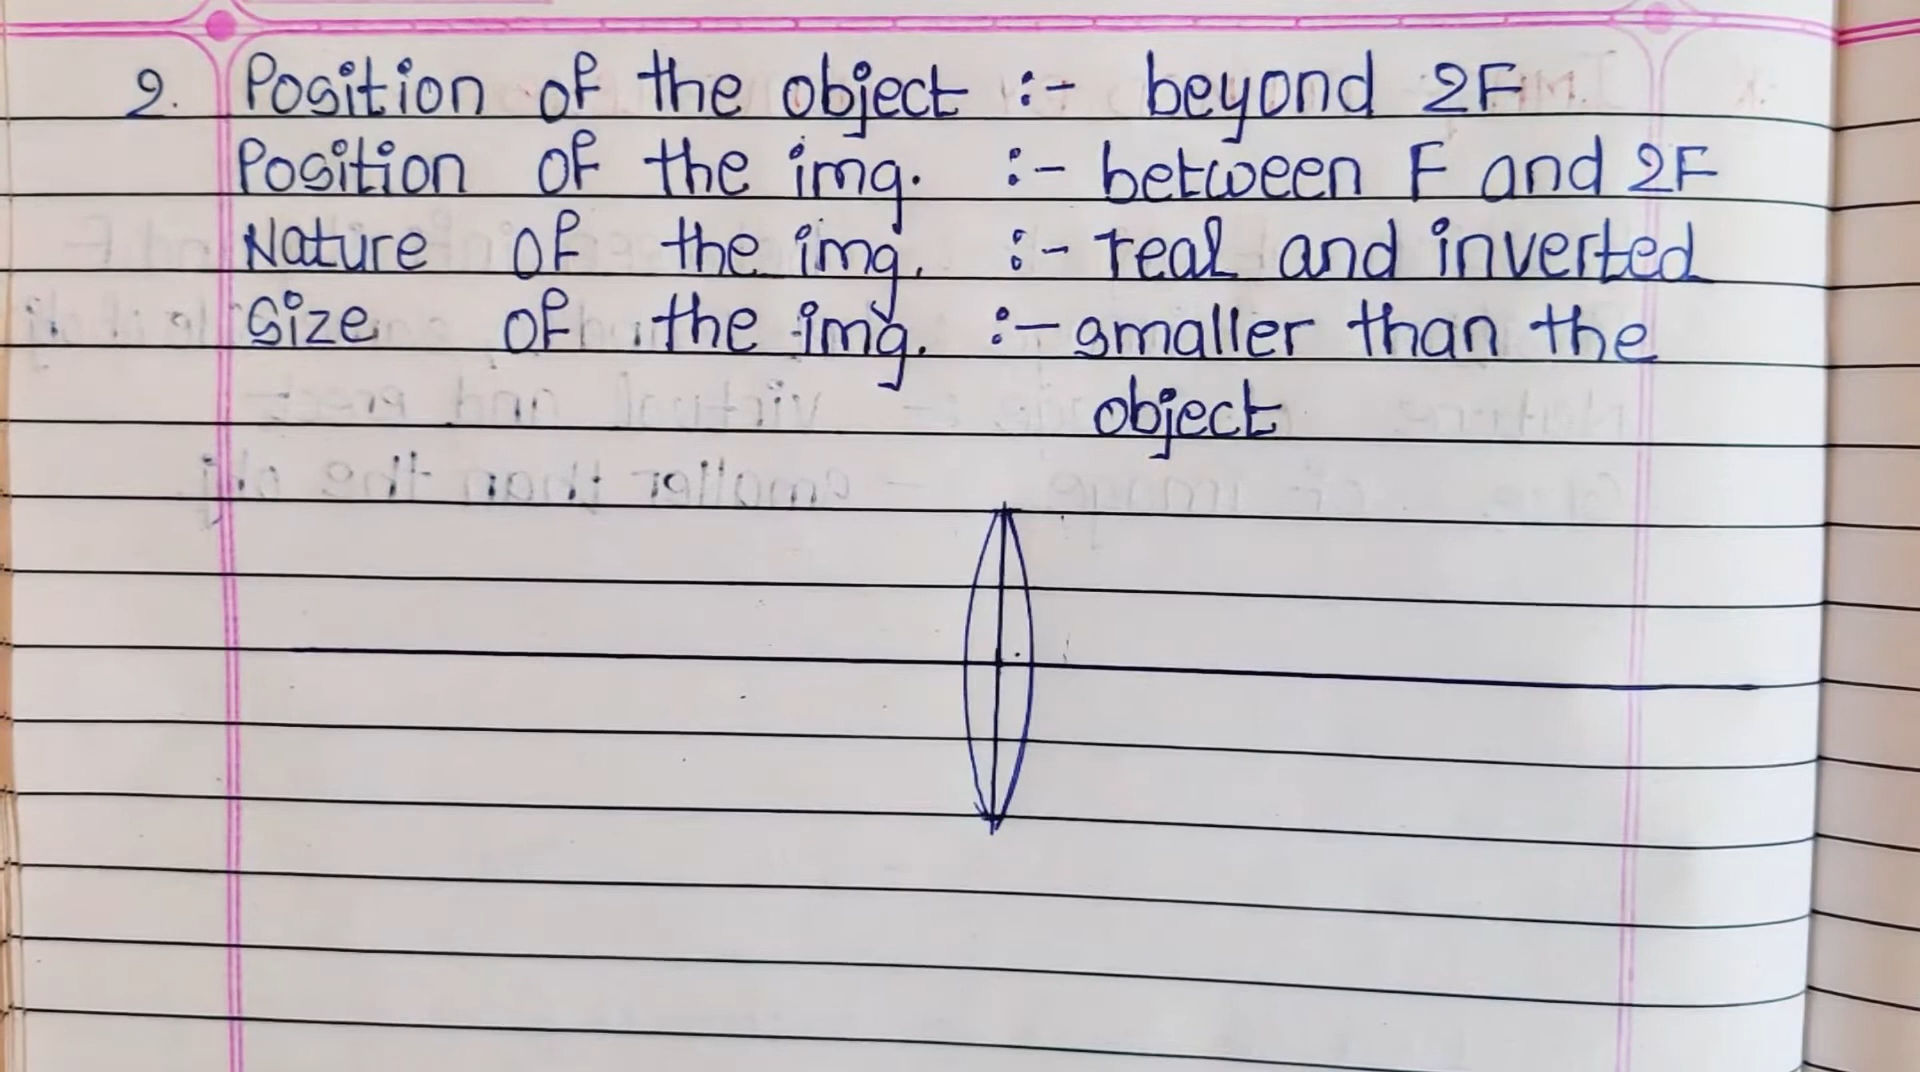 2. Position of the object :- beyond 2F
Position of the img. :- between F and 2F
Nature of the img. :- real and inverted
Size of the img. :- smaller than the
object